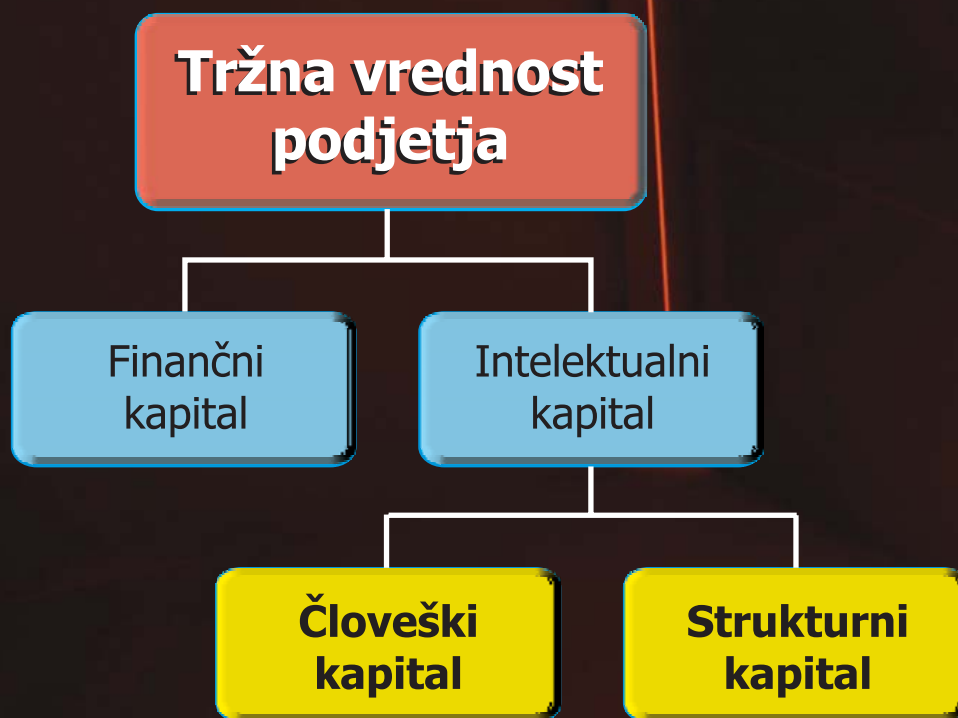 Tržna vrednost
podjetja
Finančni
kapital
Intelektualni
kapital
Človeški
kapital
Strukturni
kapital